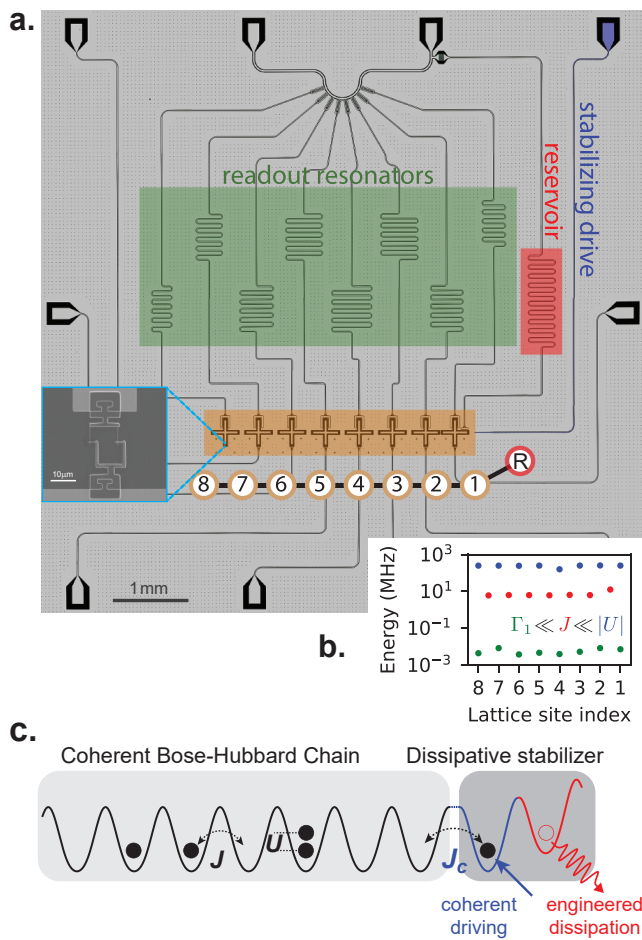 a.
readout resonators
reservoir
stabilizing drive
10μm
8 7 6 5 4 3 2 1 R
1 mm
b.
Energy (MHz)
10³
10¹
10⁻¹
10⁻³
Γ₁ ≪ J ≪ |U|
8 7 6 5 4 3 2 1
Lattice site index
c.
Coherent Bose-Hubbard Chain
Dissipative stabilizer
J
U
J_c
coherent
driving
engineered
dissipation